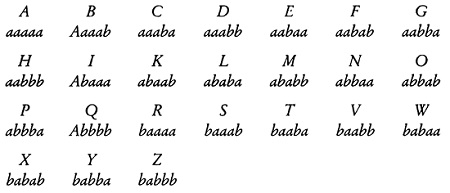 A B C D E F G
aaaaa Aaaab aaaba aaabb aabaa aabab aabba
H I K L M N O
aabbb Abaaa abaab ababa ababb abbaa abbab
P Q R S T V W
abbba Abbbb baaaa baaab baaba baabb babaa
X Y Z
babab babba babbb